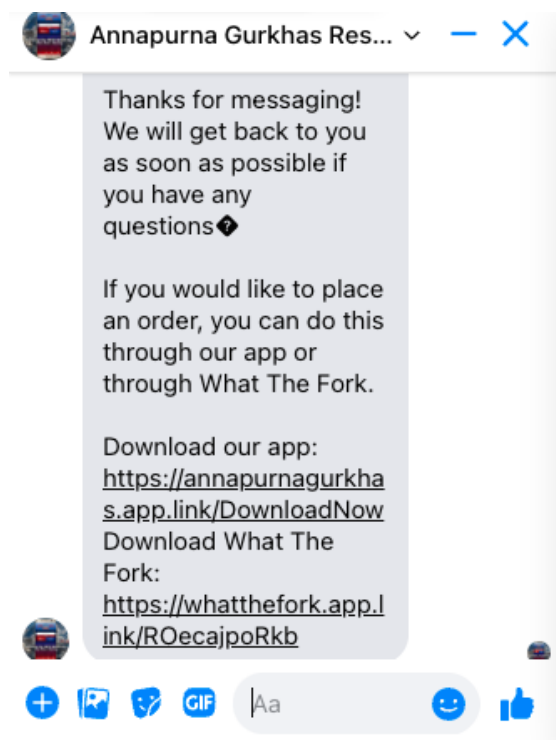 Annapurna Gurkhas Res...
Thanks for messaging!
We will get back to you
as soon as possible if
you have any
questions�
If you would like to place
an order, you can do this
through our app or
through What The Fork.
Download our app:
https://annapurnagurkha
s.app.link/DownloadNow
Download What The
Fork:
https://whatthefork.app.l
ink/ROecajpoRkb
GIF
Aa